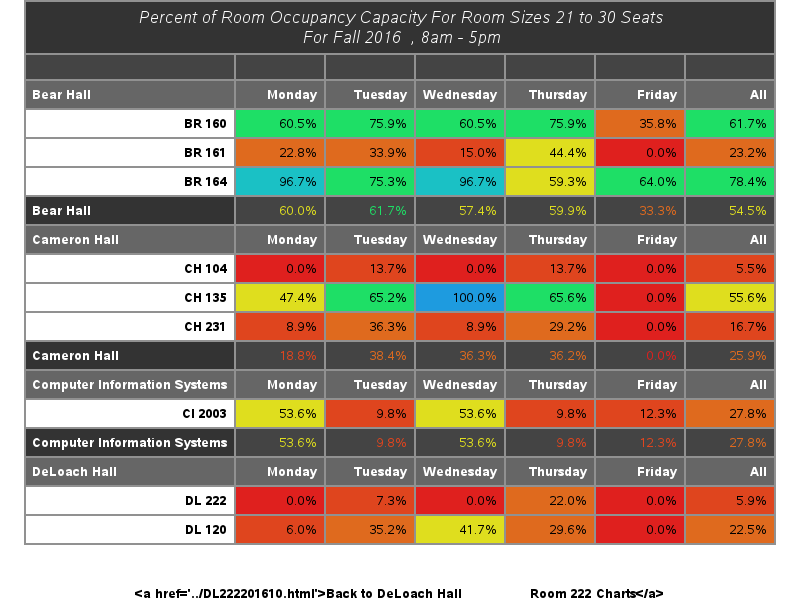 Percent of Room Occupancy Capacity For Room Sizes 21 to 30 Seats
For Fall 2016 , 8am - 5pm
Bear Hall Monday Tuesday Wednesday Thursday Friday All
BR 160 60.5% 75.9% 60.5% 75.9% 35.8% 61.7%
BR 161 22.8% 33.9% 15.0% 44.4% 0.0% 23.2%
BR 164 96.7% 75.3% 96.7% 59.3% 64.0% 78.4%
Bear Hall 60.0% 61.7% 57.4% 59.9% 33.3% 54.5%
Cameron Hall Monday Tuesday Wednesday Thursday Friday All
CH 104 0.0% 13.7% 0.0% 13.7% 0.0% 5.5%
CH 135 47.4% 65.2% 100.0% 65.6% 0.0% 55.6%
CH 231 8.9% 36.3% 8.9% 29.2% 0.0% 16.7%
Cameron Hall 18.8% 38.4% 36.3% 36.2% 0.0% 25.9%
Computer Information Systems Monday Tuesday Wednesday Thursday Friday All
CI 2003 53.6% 9.8% 53.6% 9.8% 12.3% 27.8%
Computer Information Systems 53.6% 9.8% 53.6% 9.8% 12.3% 27.8%
DeLoach Hall Monday Tuesday Wednesday Thursday Friday All
DL 222 0.0% 7.3% 0.0% 22.0% 0.0% 5.9%
DL 120 6.0% 35.2% 41.7% 29.6% 0.0% 22.5%
<a href='../DL222201610.html'>Back to DeLoach Hall Room 222 Charts</a>